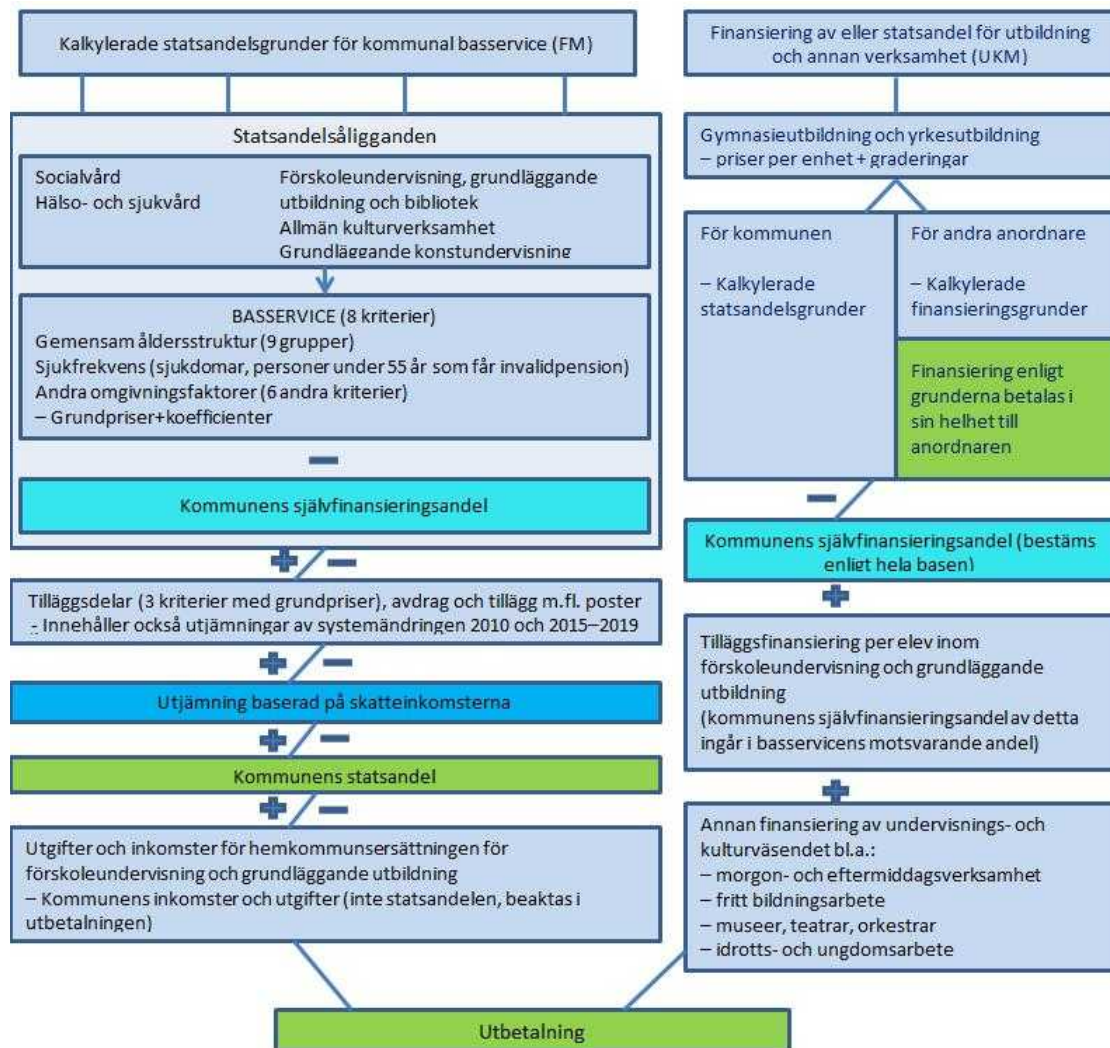 Kalkylerade statsandelsgrunder för kommunal basservice (FM)
Statsandelsåligganden
Socialvård
Hälso- och sjukvård
Förskoleundervisning, grundläggande
utbildning och bibliotek
Allmän kulturverksamhet
Grundläggande konstundervisning
BASSERVICE (8 kriterier)
Gemensam åldersstruktur (9 grupper)
Sjukfrekvens (sjukdomar, personer under 55 år som får invalidpension)
Andra omgivningsfaktorer (6 andra kriterier)
– Grundpriser+koefficienter
–
Kommunens självfinansieringsandel
+ –
Tilläggsdelar (3 kriterier med grundpriser), avdrag och tillägg m.fl. poster
- Innehåller också utjämningar av systemändringen 2010 och 2015–2019
+ –
Utjämning baserad på skatteinkomsterna
+ –
Kommunens statsandel
+ –
Utgifter och inkomster för hemkommunsersättningen för
förskoleundervisning och grundläggande utbildning
– Kommunens inkomster och utgifter (inte statsandelen, beaktas i
utbetalningen)
Finansiering av eller statsandel för utbildning
och annan verksamhet (UKM)
Gymnasieutbildning och yrkesutbildning
– priser per enhet + graderingar
För kommunen
– Kalkylerade
statsandelsgrunder
För andra anordnare
– Kalkylerade
finansieringsgrunder
Finansiering enligt
grunderna betalas i
sin helhet till
anordnaren
–
Kommunens självfinansieringsandel (bestäms
enligt hela basen)
+
Tilläggsfinansiering per elev inom
förskoleundervisning och grundläggande
utbildning
(kommunens självfinansieringsandel av detta
ingår i basservicens motsvarande andel)
+
Annan finansiering av undervisnings- och
kulturväsendet bl.a.:
– morgon- och eftermiddagsverksamhet
– fritt bildningsarbete
– museer, teatrar, orkestrar
– idrotts- och ungdomsarbete
Utbetalning